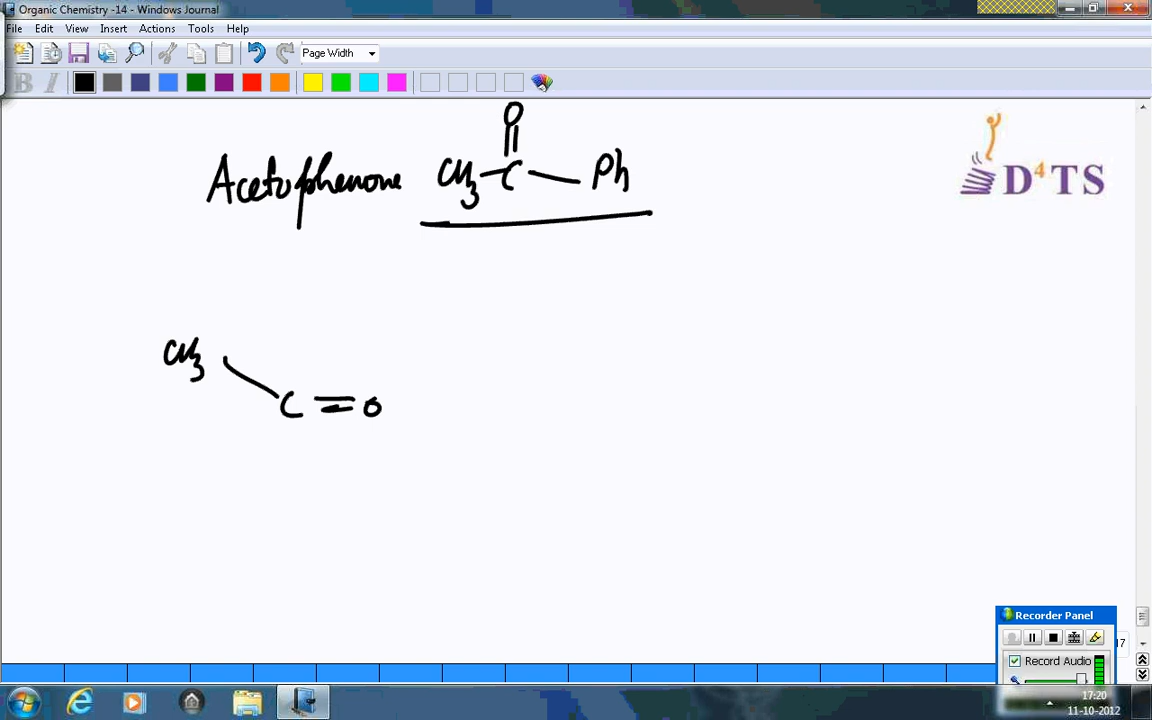 Organic Chemistry -14 - Windows Journal
File Edit View Insert Actions Tools Help
Page Width
B I
Acetophenone CH3-C-Ph
O
D4TS
CH3
C=O
Recorder Panel
17
Record Audio
17:20
11-10-2012